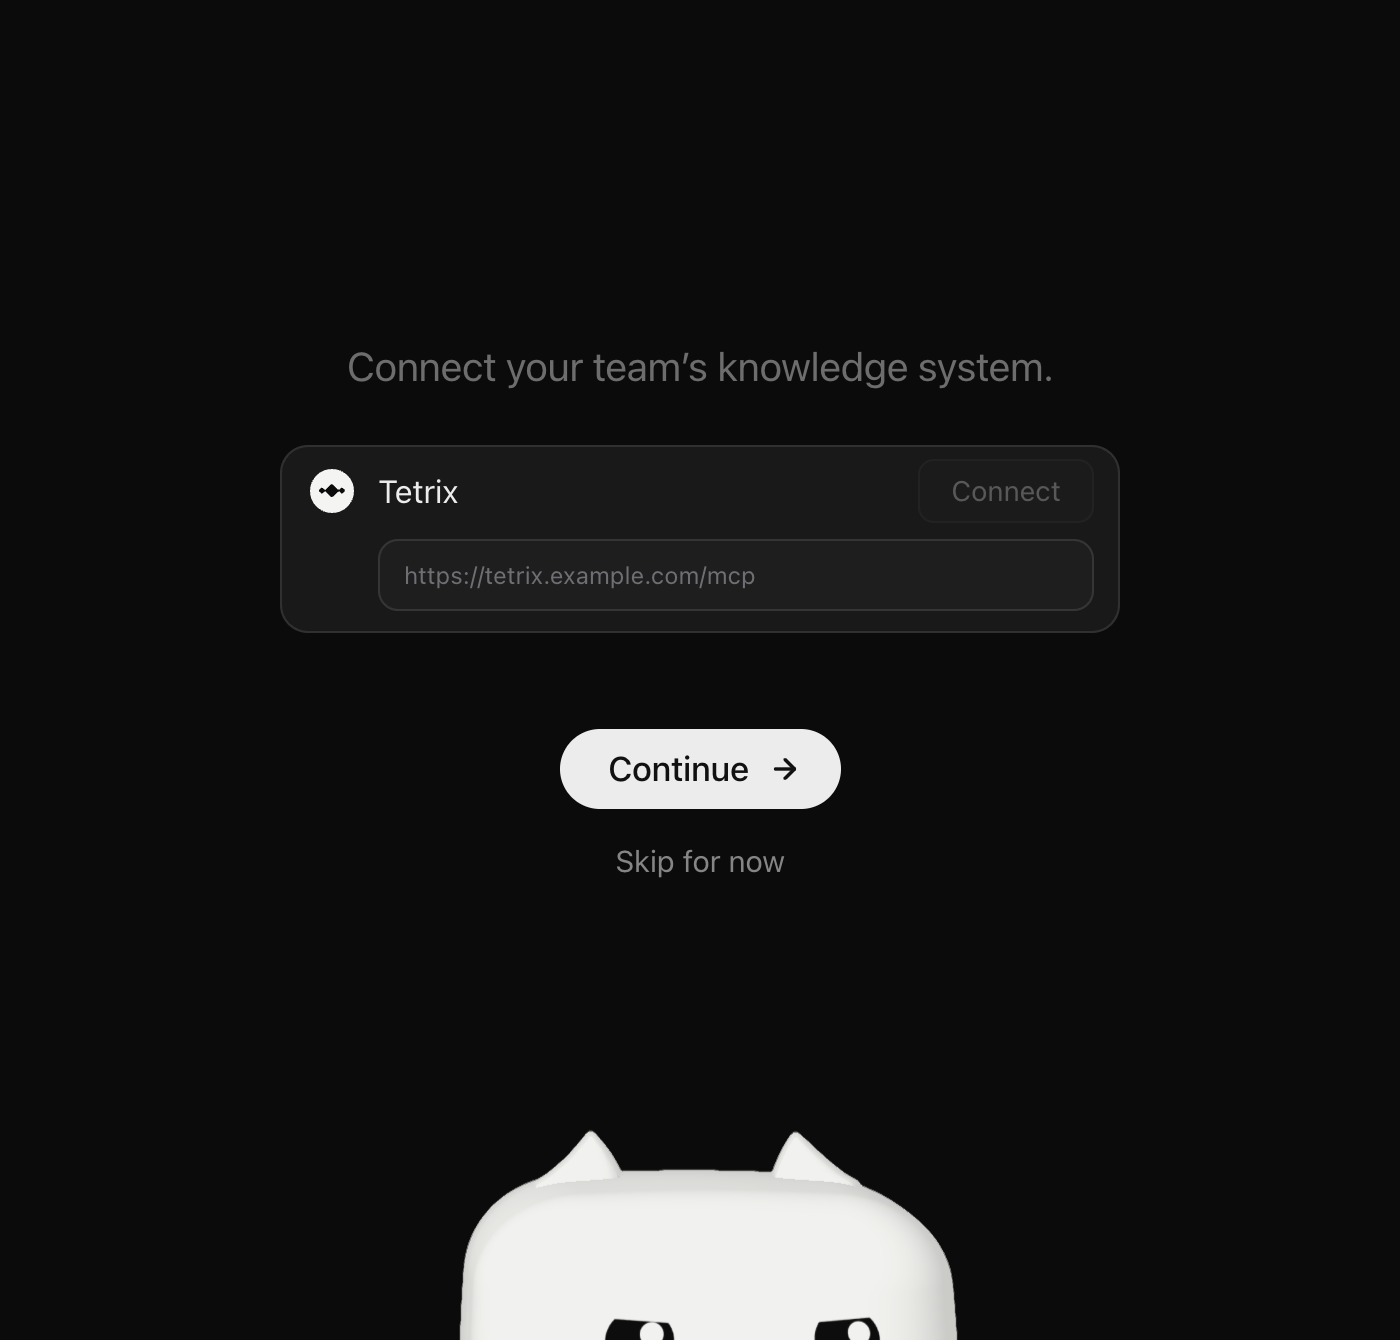 Connect your team’s knowledge system.
Tetrix
Connect
https://tetrix.example.com/mcp
Continue
Skip for now